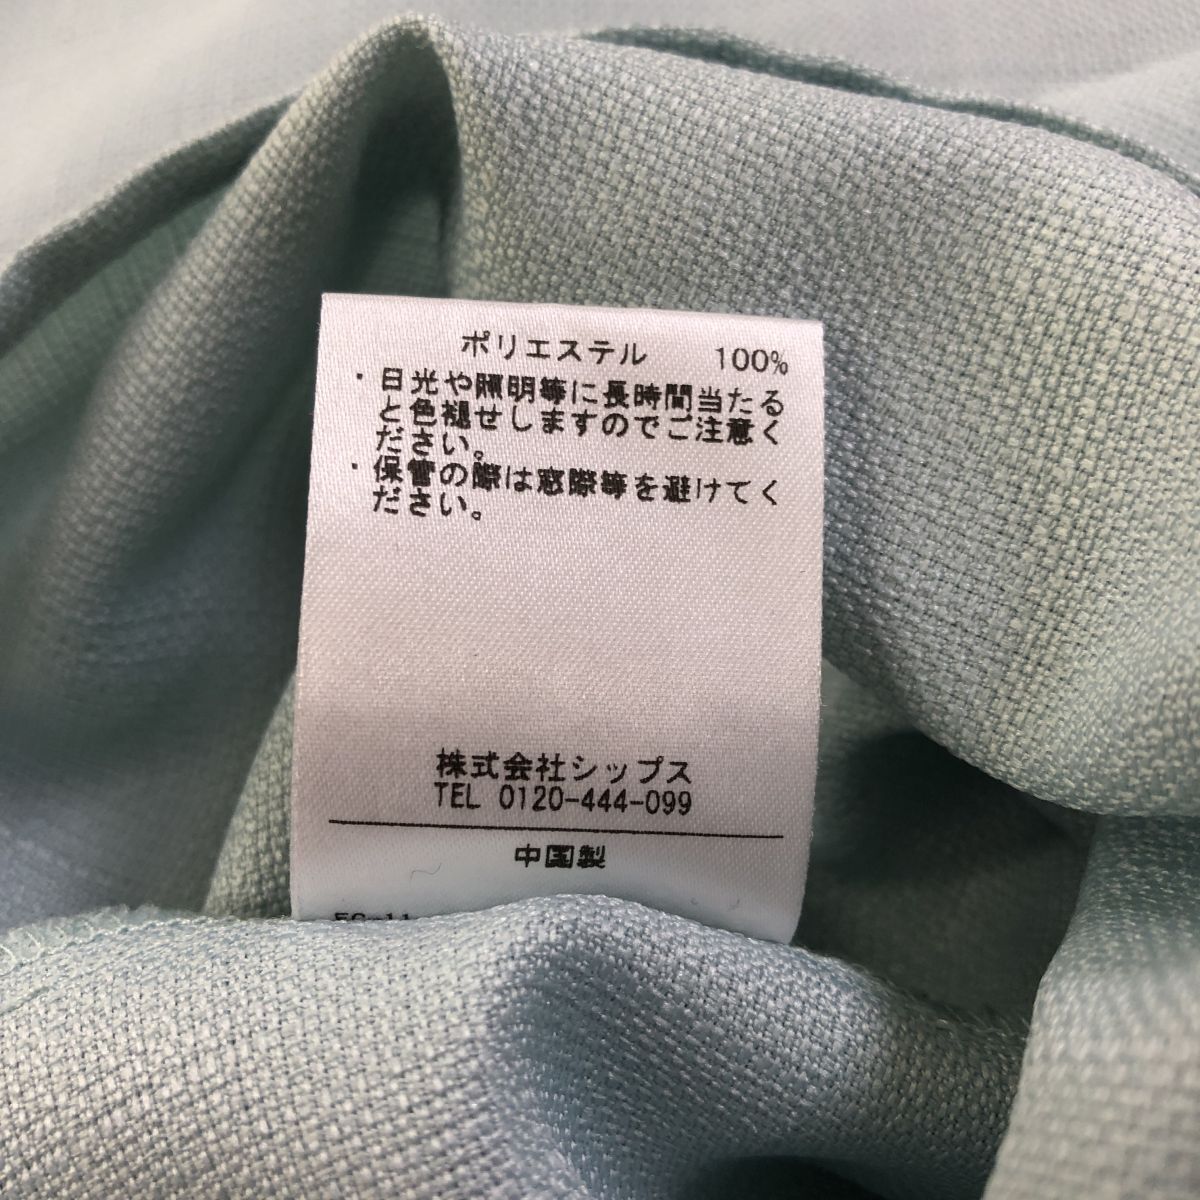 ポリエステル 100%
・日光や照明等に長時間当たる
と色褪せしますのでご注意く
ださい。
・保管の際は窓際等を避けてく
ださい。
株式会社シップス
TEL 0120-444-099
中国製